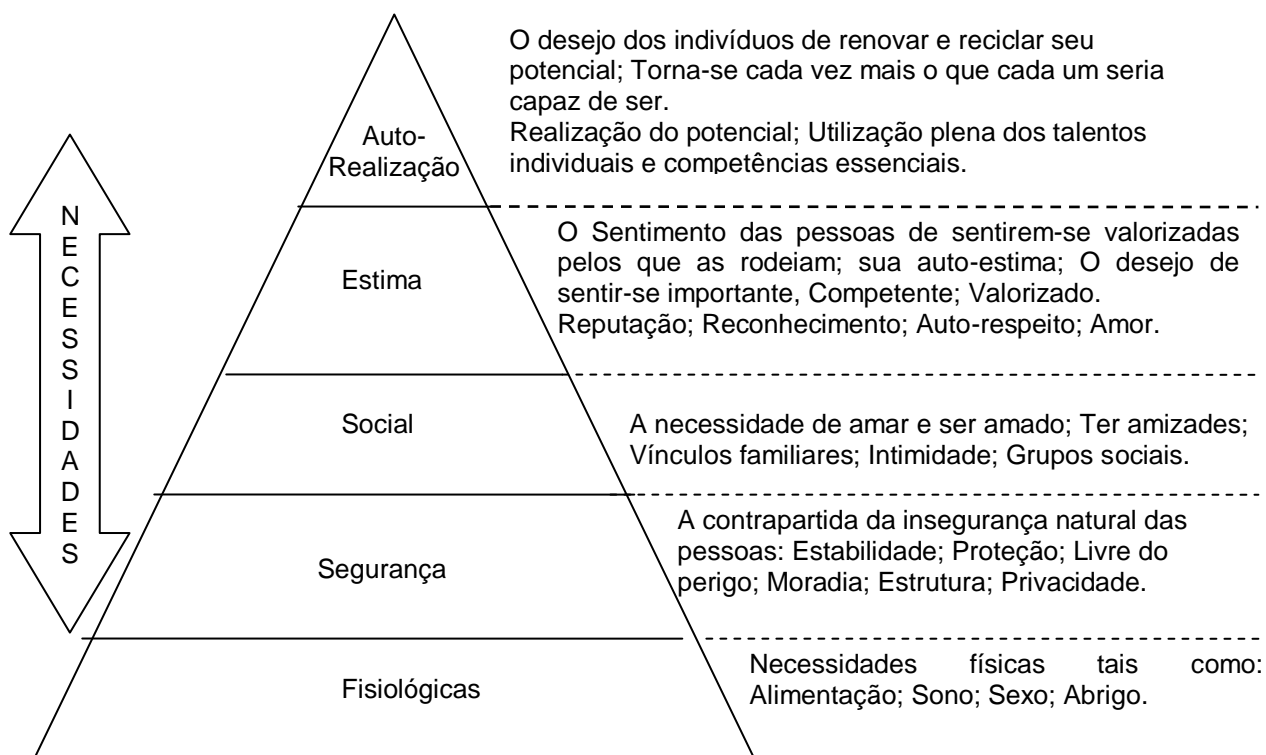 O desejo dos indivíduos de renovar e reciclar seu
potencial; Torna-se cada vez mais o que cada um seria
capaz de ser.
Realização do potencial; Utilização plena dos talentos
individuais e competências essenciais.
Auto-
Realização
O Sentimento das pessoas de sentirem-se valorizadas
pelos que as rodeiam; sua auto-estima; O desejo de
sentir-se importante, Competente; Valorizado.
Reputação; Reconhecimento; Auto-respeito; Amor.
Estima
A necessidade de amar e ser amado; Ter amizades;
Vínculos familiares; Intimidade; Grupos sociais.
Social
A contrapartida da insegurança natural das
pessoas: Estabilidade; Proteção; Livre do
perigo; Moradia; Estrutura; Privacidade.
Segurança
Necessidades físicas tais como:
Alimentação; Sono; Sexo; Abrigo.
Fisiológicas
N
E
C
E
S
S
I
D
A
D
E
S